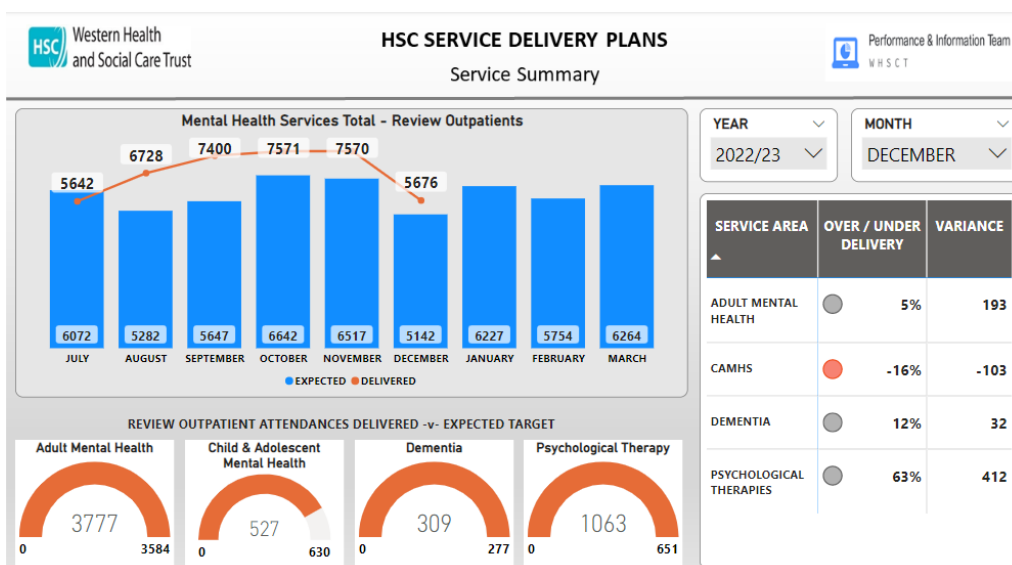 HSC
Western Health
and Social Care Trust
HSC SERVICE DELIVERY PLANS
Service Summary
Performance & Information Team
WHSCT
Mental Health Services Total - Review Outpatients
5642
6728
7400
7571
7570
5676
6072
5282
5647
6642
6517
5142
6227
5754
6264
JULY
AUGUST
SEPTEMBER
OCTOBER
NOVEMBER
DECEMBER
JANUARY
FEBRUARY
MARCH
EXPECTED
DELIVERED
YEAR
2022/23
MONTH
DECEMBER
SERVICE AREA
OVER / UNDER
DELIVERY
VARIANCE
ADULT MENTAL
HEALTH
5%
193
CAMHS
-16%
-103
DEMENTIA
12%
32
PSYCHOLOGICAL
THERAPIES
63%
412
REVIEW OUTPATIENT ATTENDANCES DELIVERED -v- EXPECTED TARGET
Adult Mental Health
3777
0
3584
Child & Adolescent
Mental Health
527
0
630
Dementia
309
0
277
Psychological Therapy
1063
0
651